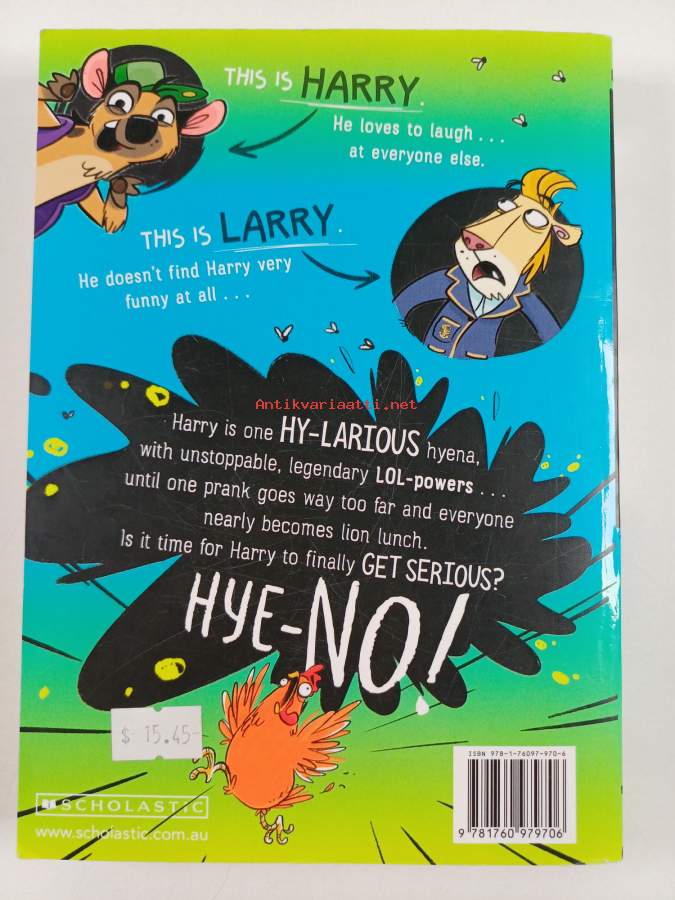 THIS IS HARRY.
He loves to laugh . . .
at everyone else.
THIS IS LARRY.
He doesn't find Harry very
funny at all . . .
Antikvariaatti.net
Harry is one HY-LARIOUS hyena,
with unstoppable, legendary LOL-powers . . .
until one prank goes way too far and everyone
nearly becomes lion lunch.
Is it time for Harry to finally GET SERIOUS?
HYE-NO!
$ 15.45-
SCHOLASTIC
www.scholastic.com.au
ISBN 978-1-76097-970-6
9 781760 979706